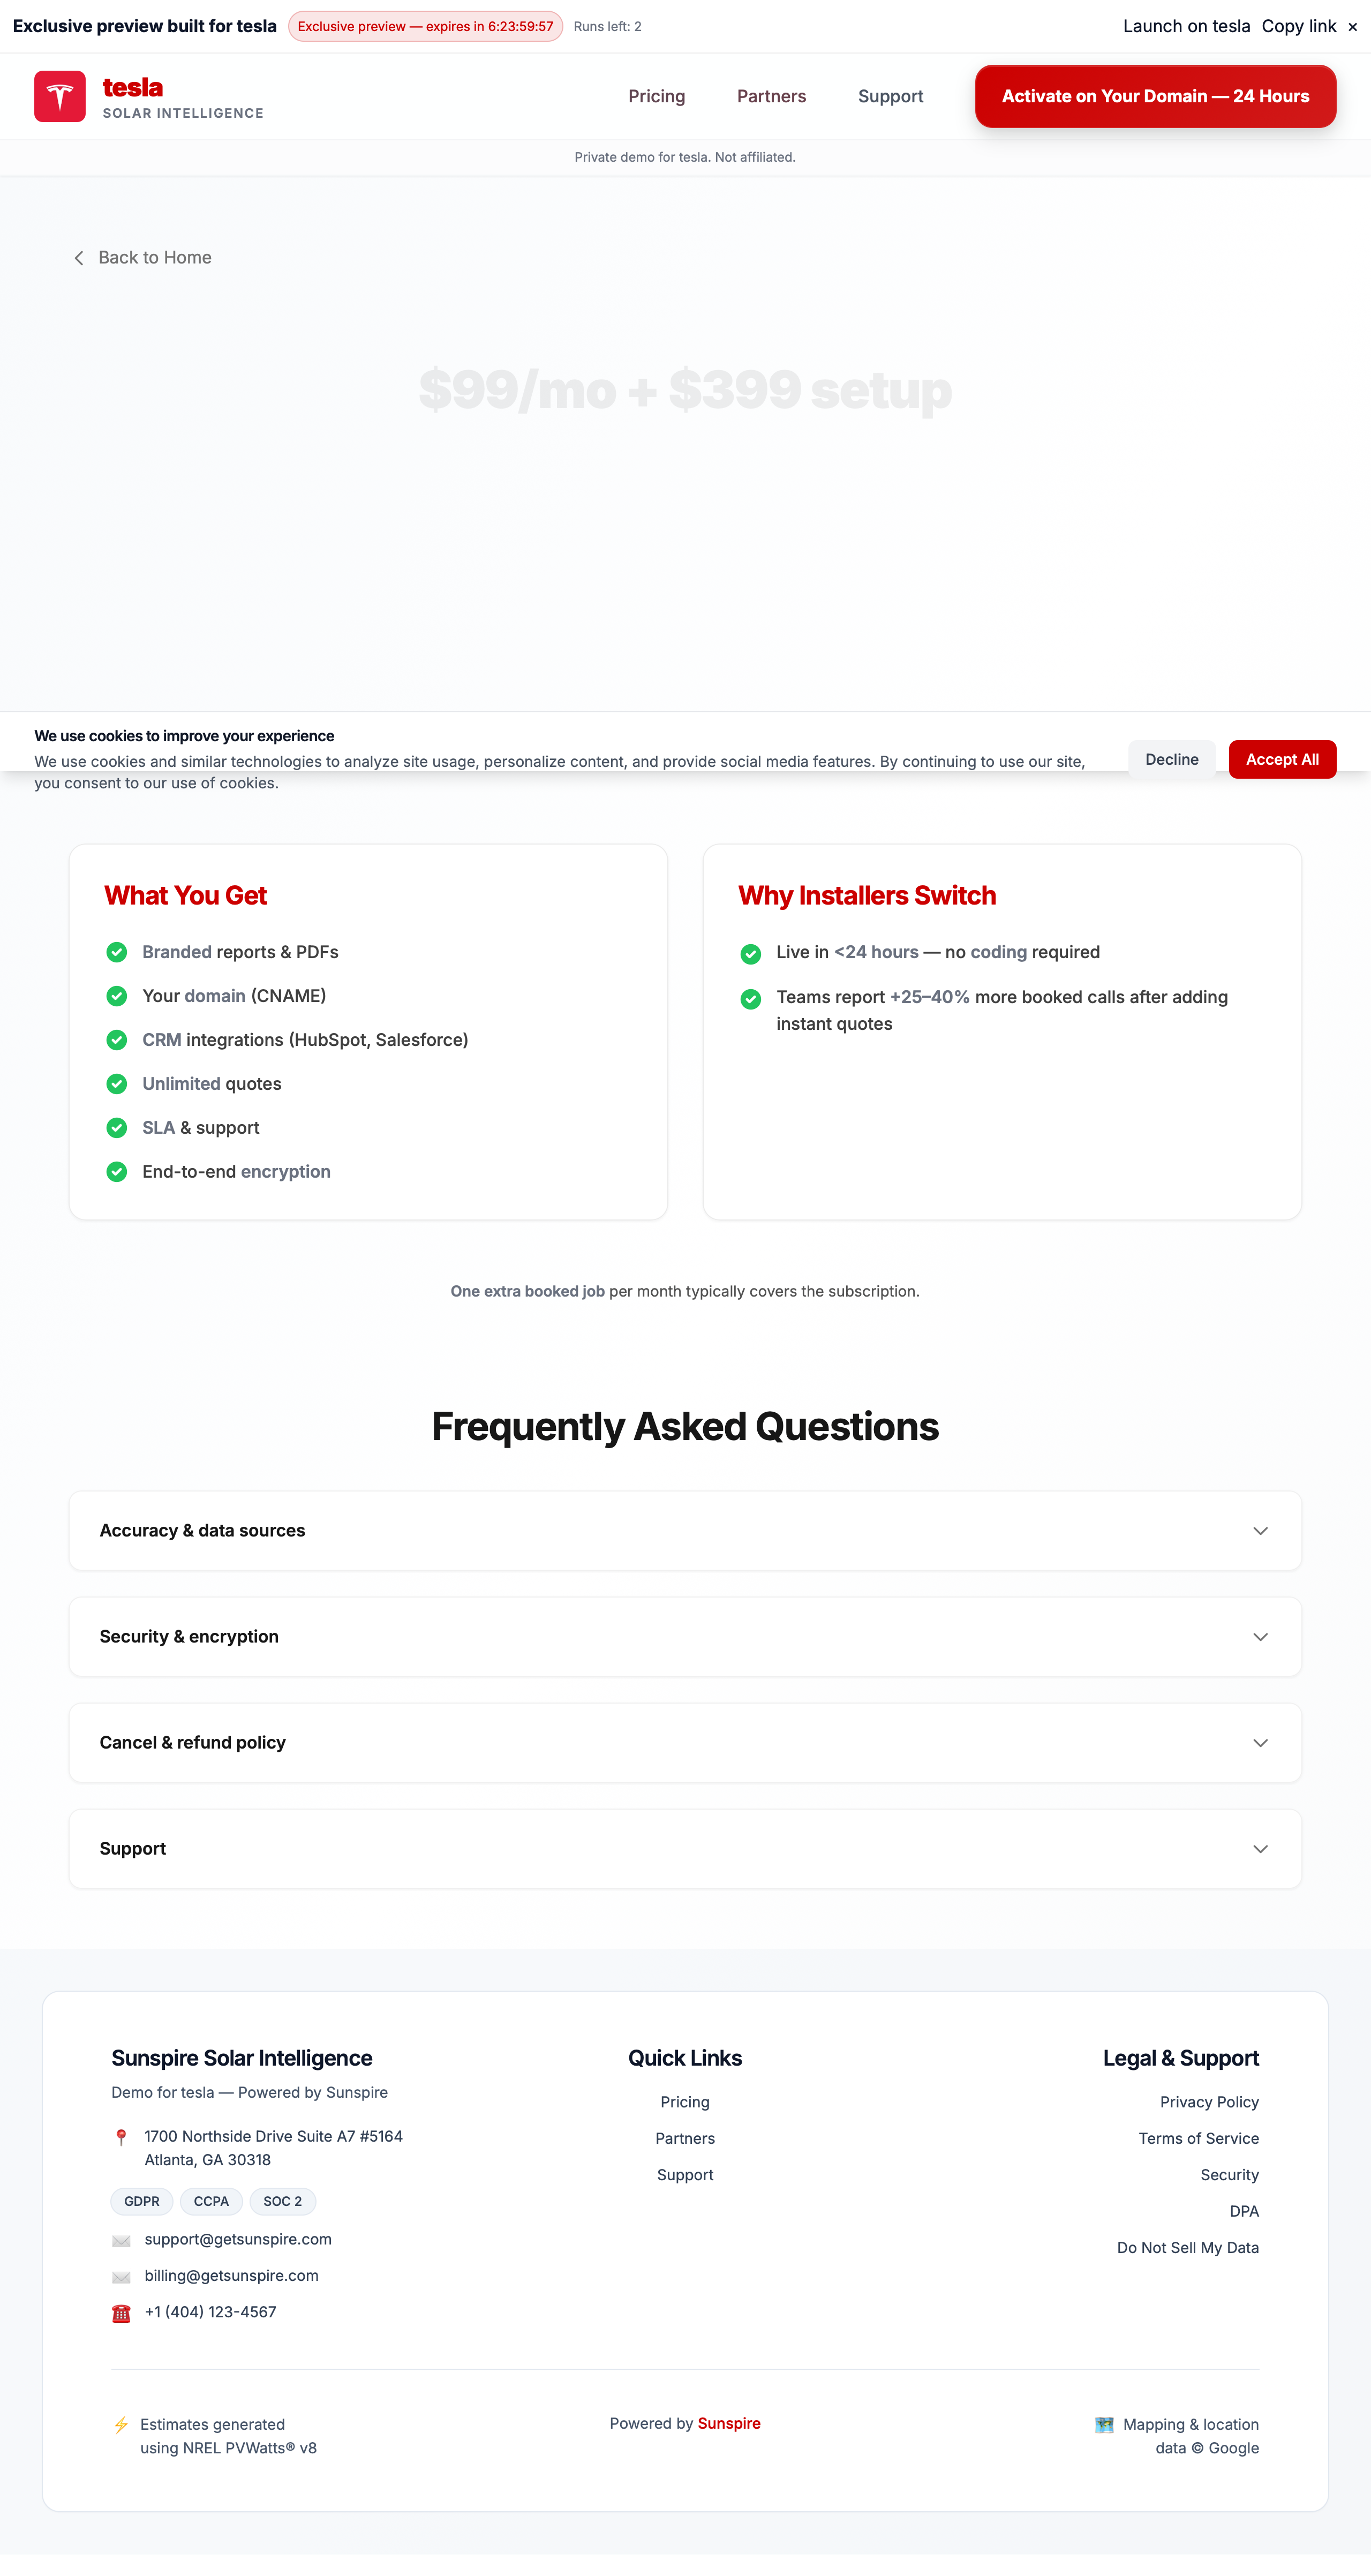 Exclusive preview built for tesla
Exclusive preview — expires in 6:23:59:57
Runs left: 2
Launch on tesla
Copy link
×
tesla
SOLAR INTELLIGENCE
Pricing
Partners
Support
Activate on Your Domain — 24 Hours
Private demo for tesla. Not affiliated.
Back to Home
$99/mo + $399 setup
We use cookies to improve your experience
We use cookies and similar technologies to analyze site usage, personalize content, and provide social media features. By continuing to use our site,
you consent to our use of cookies.
Decline
Accept All
What You Get
Branded reports & PDFs
Your domain (CNAME)
CRM integrations (HubSpot, Salesforce)
Unlimited quotes
SLA & support
End-to-end encryption
Why Installers Switch
Live in <24 hours — no coding required
Teams report +25–40% more booked calls after adding
instant quotes
One extra booked job per month typically covers the subscription.
Frequently Asked Questions
Accuracy & data sources
Security & encryption
Cancel & refund policy
Support
Sunspire Solar Intelligence
Demo for tesla — Powered by Sunspire
1700 Northside Drive Suite A7 #5164
Atlanta, GA 30318
GDPR
CCPA
SOC 2
support@getsunspire.com
billing@getsunspire.com
+1 (404) 123-4567
Quick Links
Pricing
Partners
Support
Legal & Support
Privacy Policy
Terms of Service
Security
DPA
Do Not Sell My Data
Estimates generated
using NREL PVWatts® v8
Powered by Sunspire
Mapping & location
data © Google